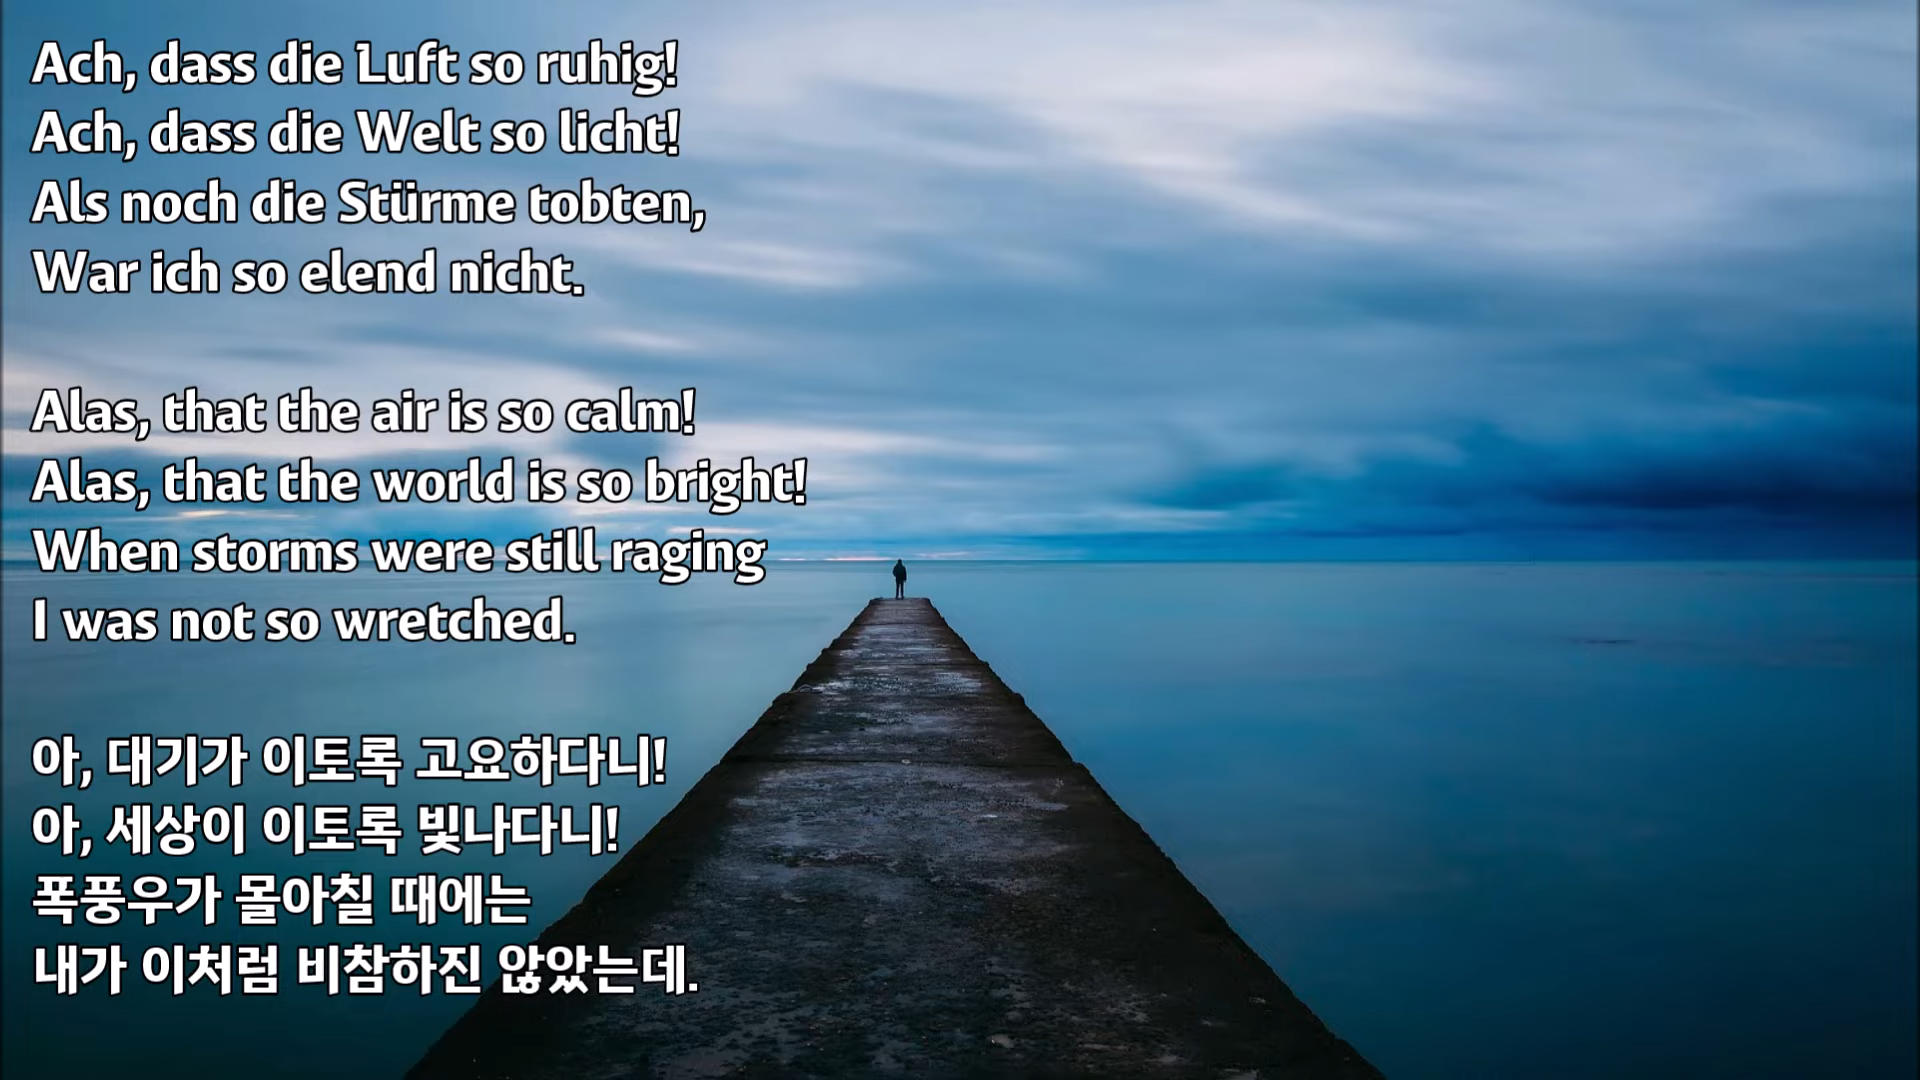 Ach, dass die Luft so ruhig!
Ach, dass die Welt so licht!
Als noch die Stürme tobten,
War ich so elend nicht.
Alas, that the air is so calm!
Alas, that the world is so bright!
When storms were still raging
I was not so wretched.
아, 대기가 이토록 고요하다니!
아, 세상이 이토록 빛나다니!
폭풍우가 몰아칠 때에는
내가 이처럼 비참하진 않았는데.